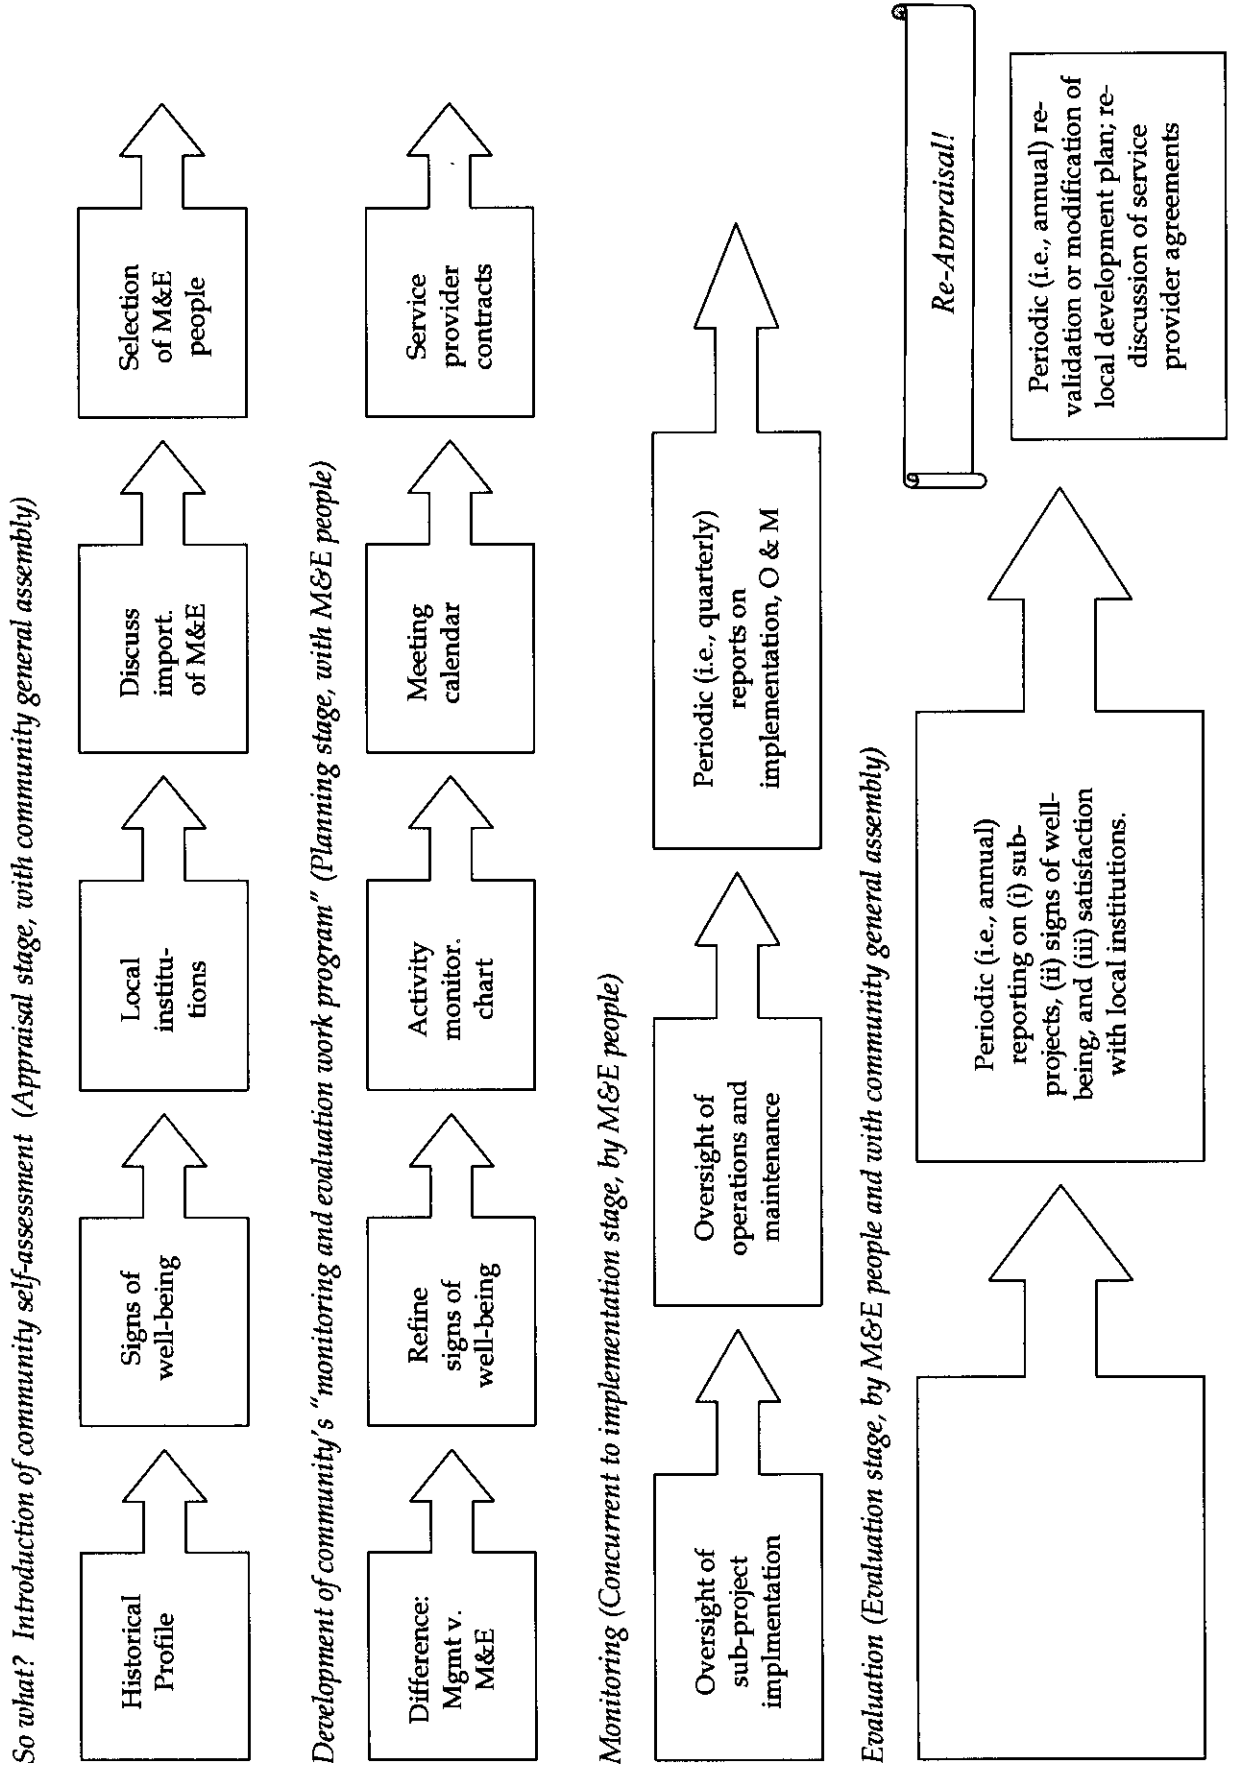 So what? Introduction of community self-assessment (Appraisal stage, with community general assembly)
Historical
Profile
Signs of
well-being
Local
institu-
tions
Discuss
import.
of M&E
Selection
of M&E
people
Development of community's "monitoring and evaluation work program" (Planning stage, with M&E people)
Difference:
Mgmt v.
M&E
Refine
signs of
well-being
Activity
monitor.
chart
Meeting
calendar
Service
provider
contracts
Monitoring (Concurrent to implementation stage, by M&E people)
Oversight of
sub-project
implmentation
Oversight of
operations and
maintenance
Periodic (i.e., quarterly)
reports on
implementation, O & M
Evaluation (Evaluation stage, by M&E people and with community general assembly)
Periodic (i.e., annual)
reporting on (i) sub-
projects, (ii) signs of well-
being, and (iii) satisfaction
with local institutions.
Re-Appraisal!
Periodic (i.e., annual) re-
validation or modification of
local development plan; re-
discussion of service
provider agreements